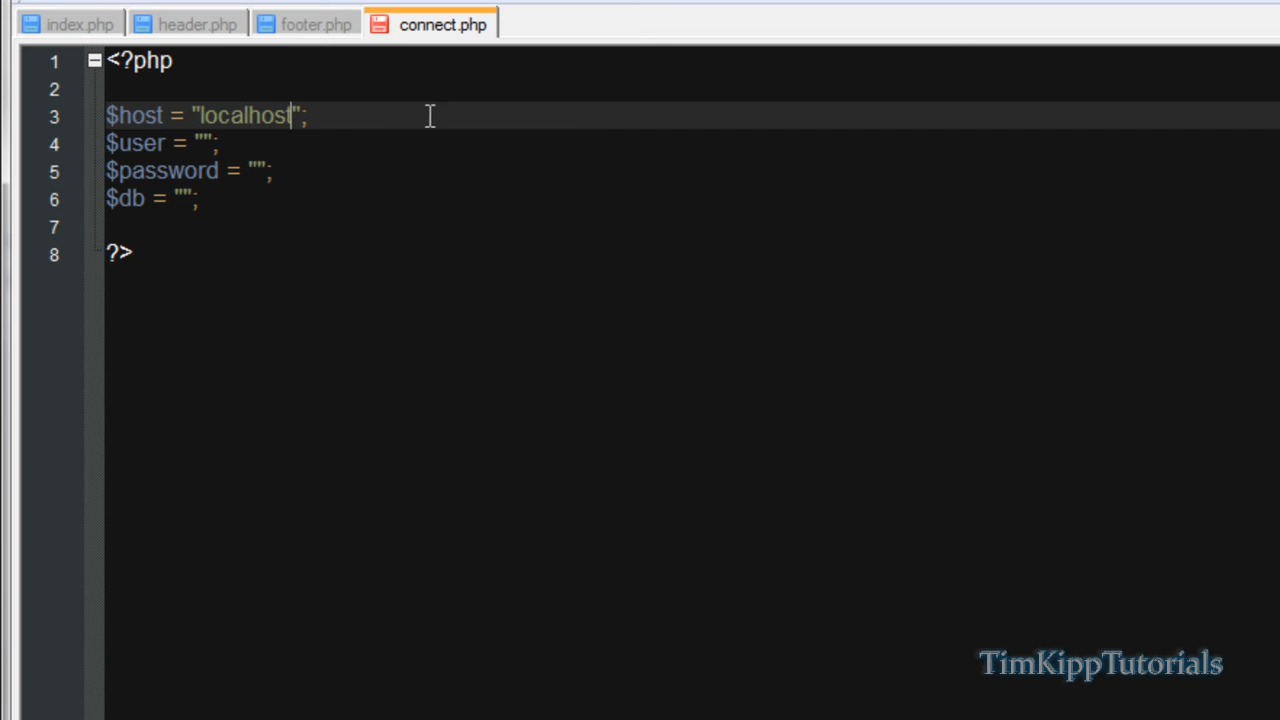 index.php header.php footer.php connect.php
1 <?php
2
3 $host = "localhost";
4 $user = "";
5 $password = "";
6 $db = "";
7
8 ?>
TimKippTutorials